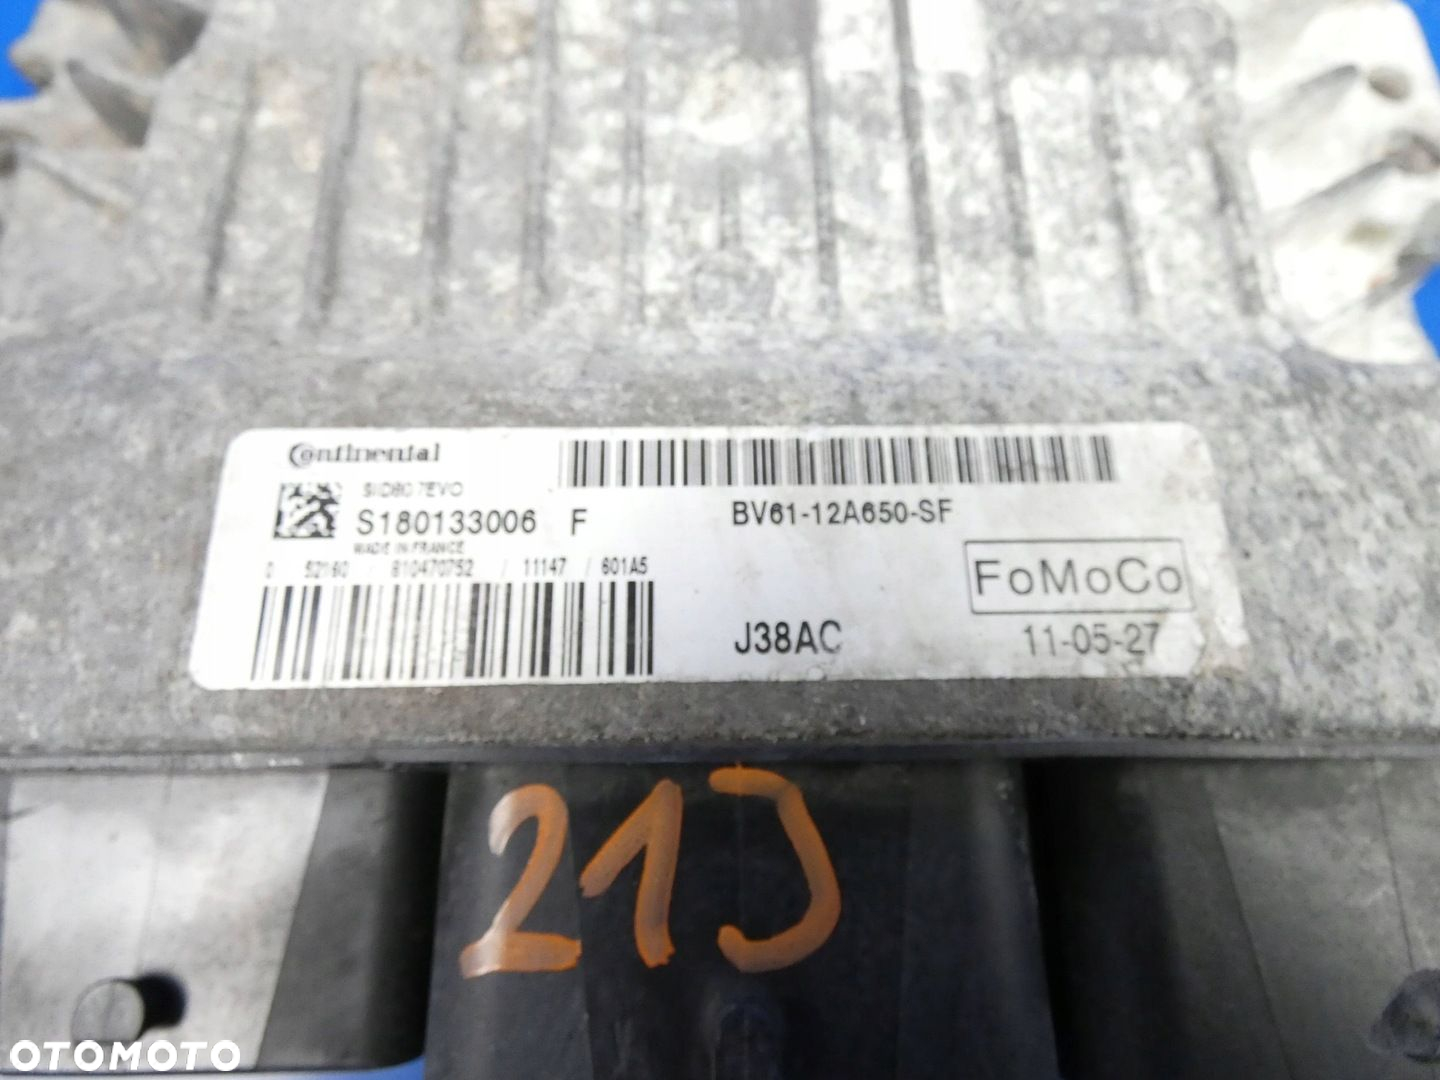 Continental
SID807EVO
S180133006 F
BV61-12A650-SF
MADE IN FRANCE
0 52160 / 810470752 / 11147 / 601A5
FoMoCo
J38AC
11-05-27
21J
OTOMOTO